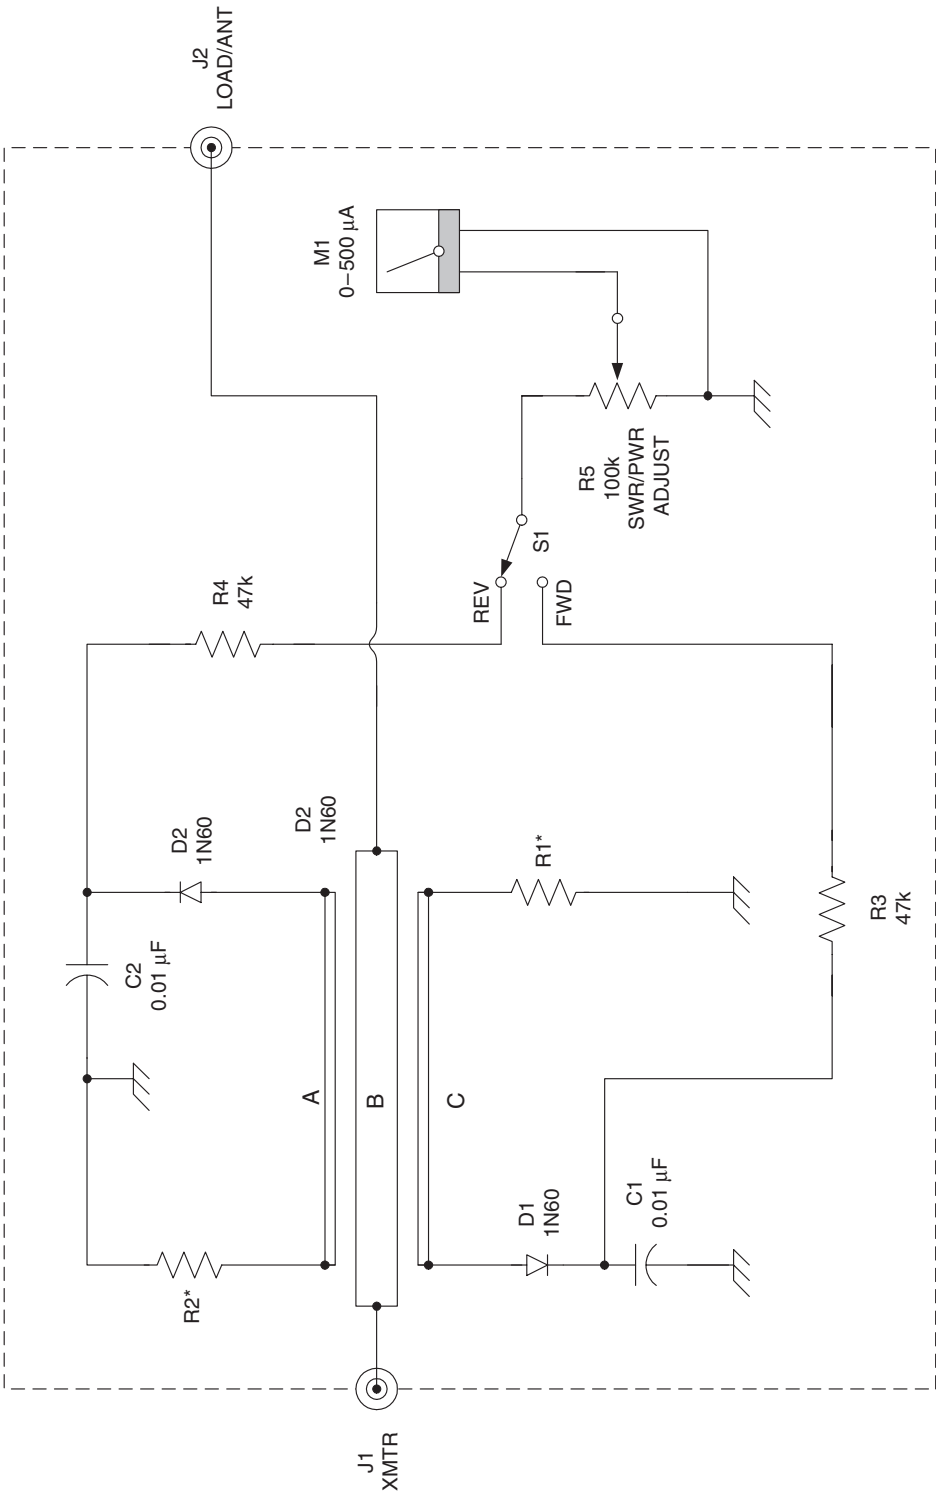 J2
LOAD/ANT
M1
0–500 µA
R5
100k
SWR/PWR
ADJUST
S1
REV
FWD
R4
47k
D2
1N60
D2
1N60
C2
0.01 µF
R1*
R3
47k
A
B
C
D1
1N60
C1
0.01 µF
R2*
J1
XMTR